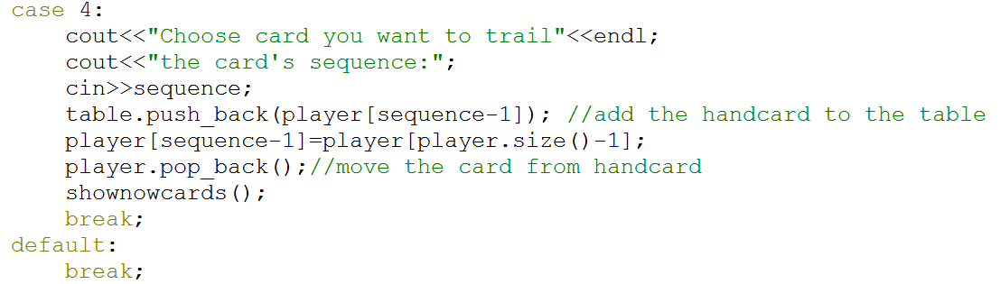 case 4:
    cout<<"Choose card you want to trail"<<endl;
    cout<<"the card's sequence:";
    cin>>sequence;
    table.push_back(player[sequence-1]); //add the handcard to the table
    player[sequence-1]=player[player.size()-1];
    player.pop_back();//move the card from handcard
    shownowcards();
    break;
default:
    break;